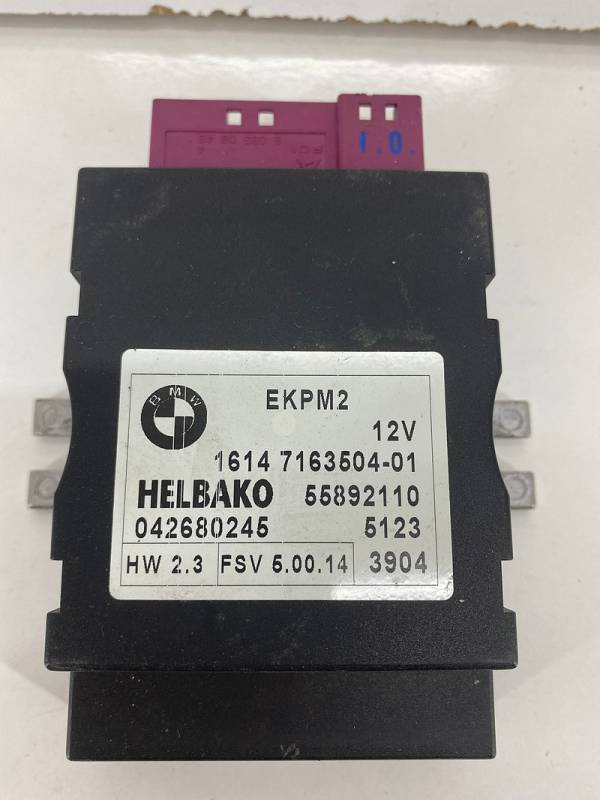 I.O.
BMW
EKPM2
12V
1614 7163504-01
HELBAKO 55892110
042680245 5123
HW 2.3 FSV 5.00.14 3904